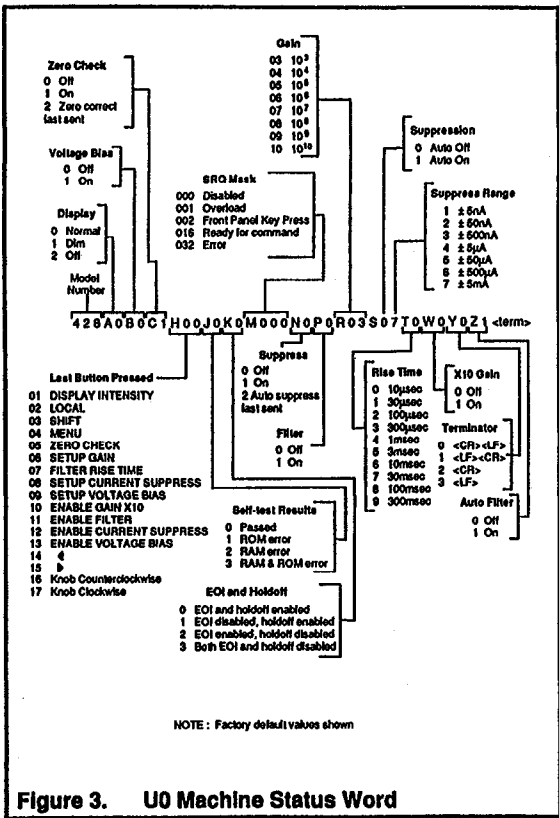 Gain
03 10³
04 10⁴
05 10⁵
06 10⁶
07 10⁷
08 10⁸
09 10⁹
10 10¹⁰
Zero Check
0 Off
1 On
2 Zero correct
last sent
Suppression
0 Auto Off
1 Auto On
Voltage Bias
0 Off
1 On
SRQ Mask
000 Disabled
001 Overload
002 Front Panel Key Press
016 Ready for command
032 Error
Suppress Range
1 ± 5nA
2 ± 50nA
3 ± 500nA
4 ± 5µA
5 ± 50µA
6 ± 500µA
7 ± 5mA
Display
0 Normal
1 Dim
2 Off
Model
Number
428A0B0C1H00J0K0M000N0P0R03S07T0W0Y0Z1 <term>
Last Button Pressed
01 DISPLAY INTENSITY
02 LOCAL
03 SHIFT
04 MENU
05 ZERO CHECK
06 SETUP GAIN
07 FILTER RISE TIME
08 SETUP CURRENT SUPPRESS
09 SETUP VOLTAGE BIAS
10 ENABLE GAIN X10
11 ENABLE FILTER
12 ENABLE CURRENT SUPPRESS
13 ENABLE VOLTAGE BIAS
14 ◀
15 ▶
16 Knob Counterclockwise
17 Knob Clockwise
Suppress
0 Off
1 On
2 Auto suppress
last sent
Filter
0 Off
1 On
Rise Time
0 10µsec
1 30µsec
2 100µsec
3 300µsec
4 1msec
5 3msec
6 10msec
7 30msec
8 100msec
9 300msec
X10 Gain
0 Off
1 On
Terminator
0 <CR><LF>
1 <LF><CR>
2 <CR>
3 <LF>
Auto Filter
0 Off
1 On
Self-test Results
0 Passed
1 ROM error
2 RAM error
3 RAM & ROM error
EOI and Holdoff
0 EOI and holdoff enabled
1 EOI disabled, holdoff enabled
2 EOI enabled, holdoff disabled
3 Both EOI and holdoff disabled
NOTE : Factory default values shown
Figure 3. U0 Machine Status Word